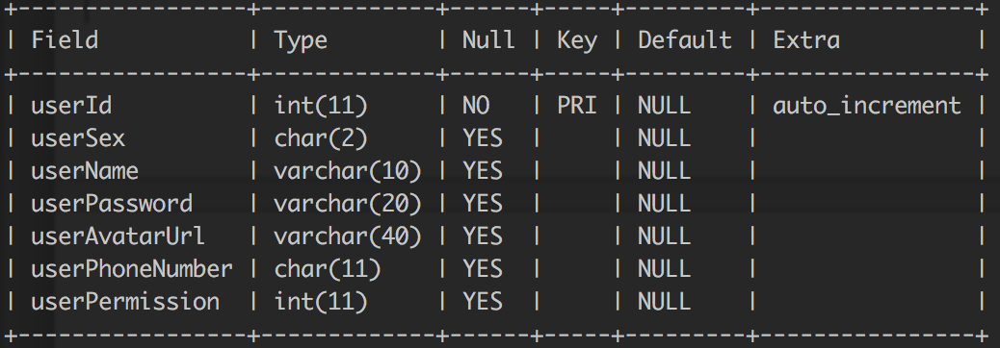 +-----------------+-------------+------+-----+---------+----------------+
| Field           | Type        | Null | Key | Default | Extra          |
+-----------------+-------------+------+-----+---------+----------------+
| userId          | int(11)     | NO   | PRI | NULL    | auto_increment |
| userSex         | char(2)     | YES  |     | NULL    |                |
| userName        | varchar(10) | YES  |     | NULL    |                |
| userPassword    | varchar(20) | YES  |     | NULL    |                |
| userAvatarUrl   | varchar(40) | YES  |     | NULL    |                |
| userPhoneNumber | char(11)    | YES  |     | NULL    |                |
| userPermission  | int(11)     | YES  |     | NULL    |                |
+-----------------+-------------+------+-----+---------+----------------+